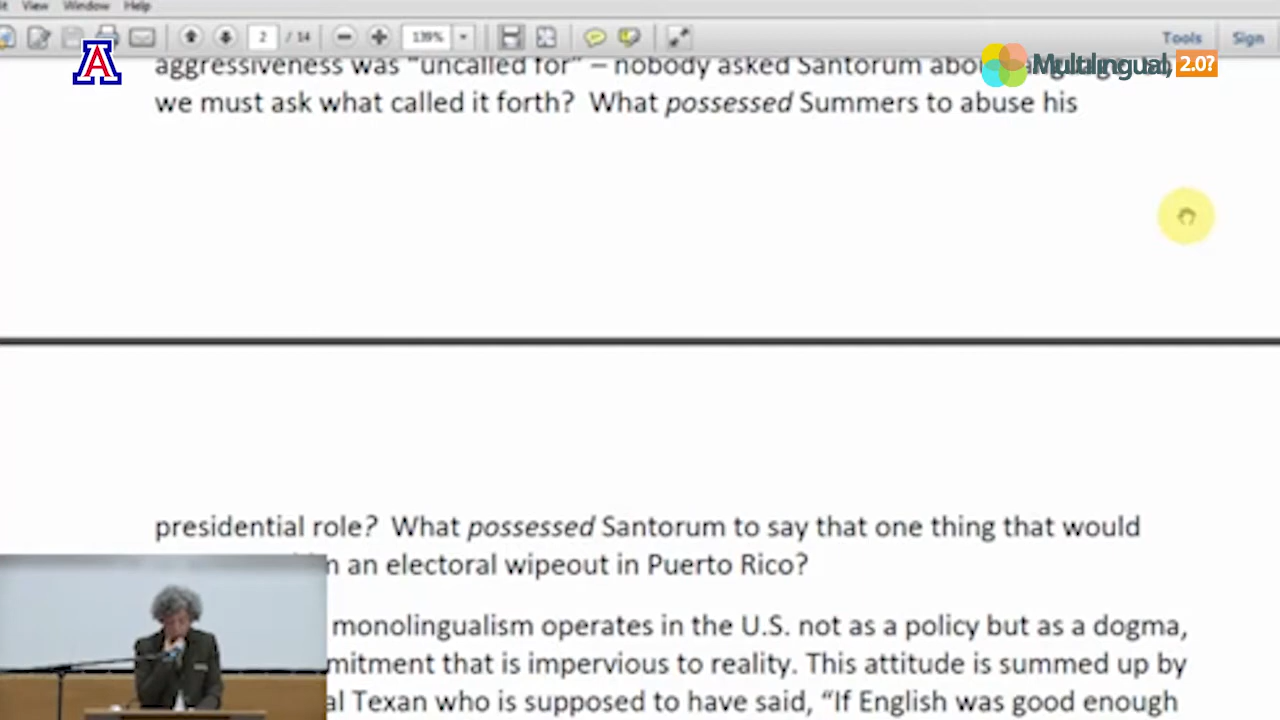 View Window Help
2 / 14 139% Tools Sign
A
Multilingual, 2.0?
aggressiveness was “uncalled for” – nobody asked Santorum
we must ask what called it forth? What possessed Summers to abuse his
presidential role? What possessed Santorum to say that one thing that would
an electoral wipeout in Puerto Rico?
monolingualism operates in the U.S. not as a policy but as a dogma,
mitment that is impervious to reality. This attitude is summed up by
al Texan who is supposed to have said, “If English was good enough